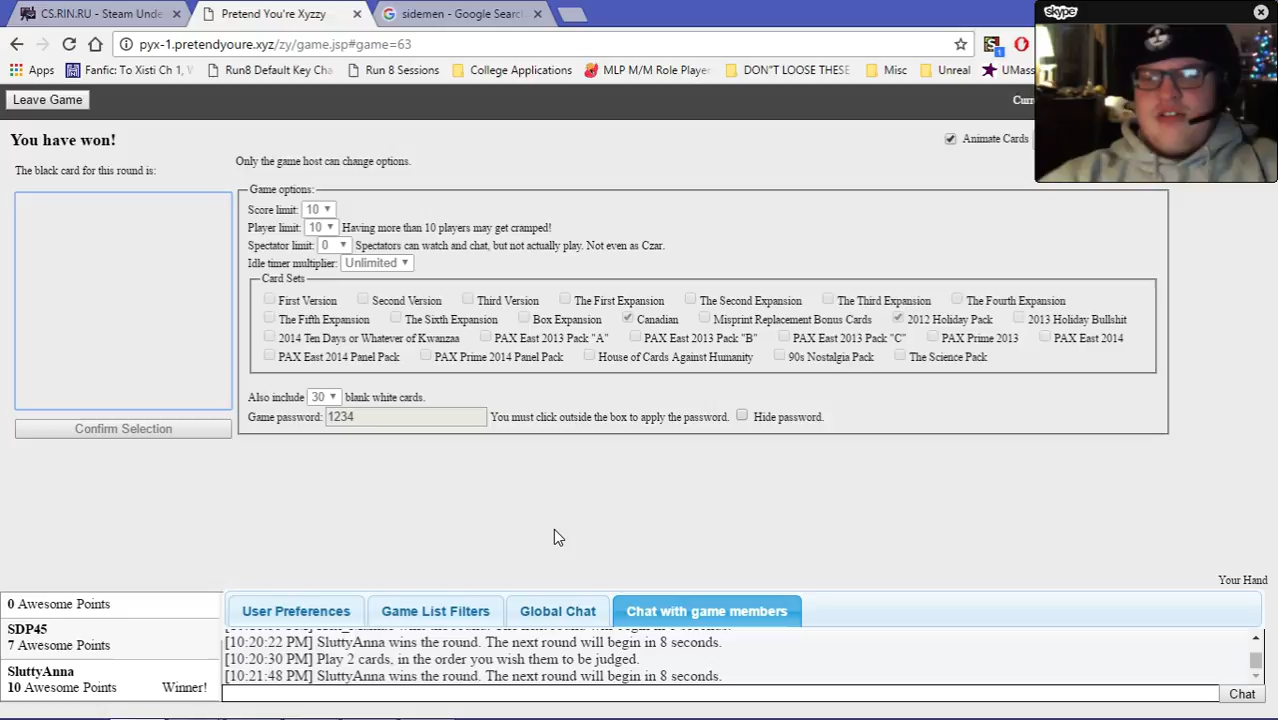 CS.RIN.RU - Steam Unde
Pretend You're Xyzzy
sidemen - Google Search
skype
pyx-1.pretendyoure.xyz/zy/game.jsp#game=63
Apps
Fanfic: To Xisti Ch 1,
Run8 Default Key Cha
Run 8 Sessions
College Applications
MLP M/M Role Player
DON"T LOOSE THESE
Misc
Unreal
UMass
Leave Game
Curr
You have won!
Animate Cards
The black card for this round is:
Only the game host can change options.
Game options:
Score limit: 10
Player limit: 10 Having more than 10 players may get cramped!
Spectator limit: 0 Spectators can watch and chat, but not actually play. Not even as Czar.
Idle timer multiplier: Unlimited
Card Sets
First Version Second Version Third Version The First Expansion The Second Expansion The Third Expansion The Fourth Expansion
The Fifth Expansion The Sixth Expansion Box Expansion Canadian Misprint Replacement Bonus Cards 2012 Holiday Pack 2013 Holiday Bullshit
2014 Ten Days or Whatever of Kwanzaa PAX East 2013 Pack "A" PAX East 2013 Pack "B" PAX East 2013 Pack "C" PAX Prime 2013 PAX East 2014
PAX East 2014 Panel Pack PAX Prime 2014 Panel Pack House of Cards Against Humanity 90s Nostalgia Pack The Science Pack
Also include 30 blank white cards.
Game password: 1234 You must click outside the box to apply the password. Hide password.
Confirm Selection
Your Hand
0 Awesome Points
SDP45
7 Awesome Points
SluttyAnna
10 Awesome Points Winner!
User Preferences
Game List Filters
Global Chat
Chat with game members
[10:20:22 PM] SluttyAnna wins the round. The next round will begin in 8 seconds.
[10:20:30 PM] Play 2 cards, in the order you wish them to be judged.
[10:21:48 PM] SluttyAnna wins the round. The next round will begin in 8 seconds.
Chat